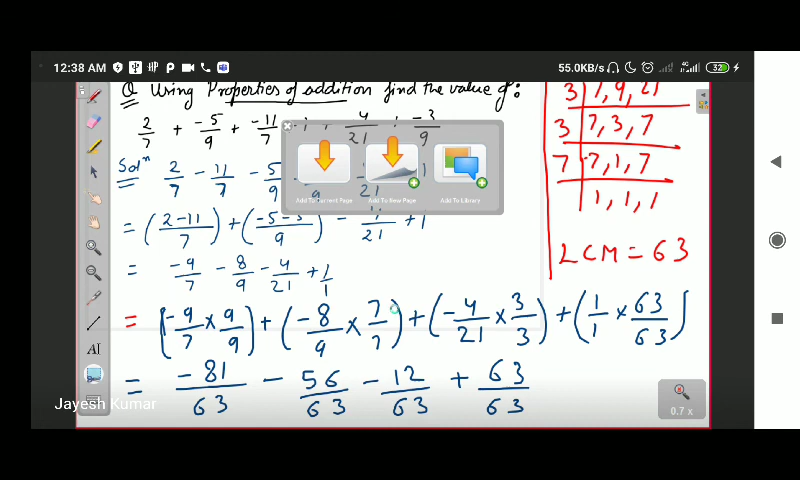 12:38 AM
55.0KB/s
32
Q Using Properties of addition find the value of :
2/7 + -5/9 + -11/7 + 4/21 + -3/9
Add To Current Page Add To New Page Add To Library
Solⁿ 2/7 - 11/7 - 5/9
= (2-11/7) + (-5-3/9) - 4/21 + 1
= -9/7 - 8/9 - 4/21 + 1/1
= (-9/7 × 9/9) + (-8/9 × 7/7) + (-4/21 × 3/3) + (1/1 × 63/63)
= -81/63 - 56/63 - 12/63 + 63/63
3 | 7, 9, 21
3 | 7, 3, 7
7 | 7, 1, 7
1, 1, 1
LCM = 63
AI
Jayesh Kumar
0.7 x